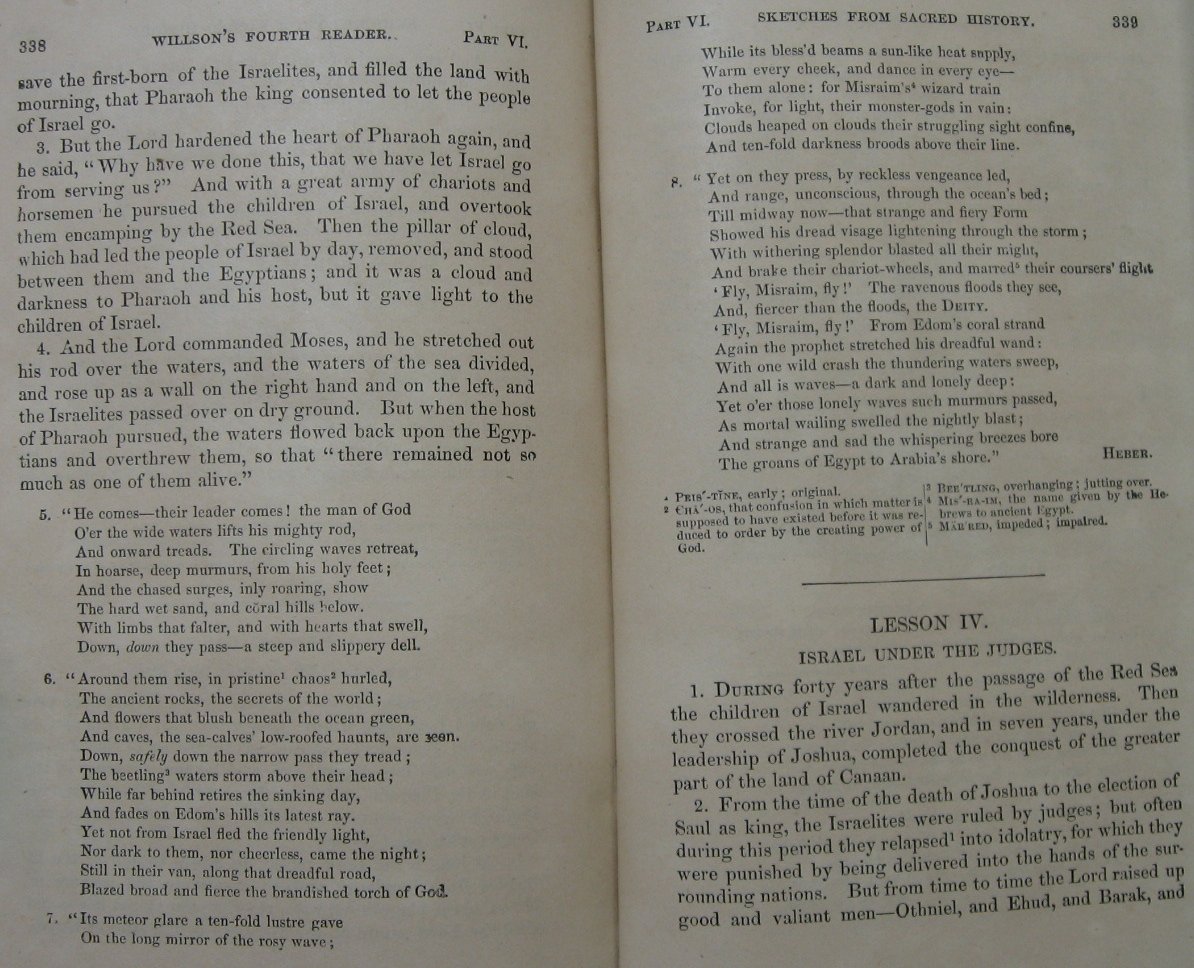 338 WILLSON'S FOURTH READER. PART VI.
save the first-born of the Israelites, and filled the land with
mourning, that Pharaoh the king consented to let the people
of Israel go.
3. But the Lord hardened the heart of Pharaoh again, and
he said, "Why have we done this, that we have let Israel go
from serving us?" And with a great army of chariots and
horsemen he pursued the children of Israel, and overtook
them encamping by the Red Sea. Then the pillar of cloud,
which had led the people of Israel by day, removed, and stood
between them and the Egyptians; and it was a cloud and
darkness to Pharaoh and his host, but it gave light to the
children of Israel.
4. And the Lord commanded Moses, and he stretched out
his rod over the waters, and the waters of the sea divided,
and rose up as a wall on the right hand and on the left, and
the Israelites passed over on dry ground. But when the host
of Pharaoh pursued, the waters flowed back upon the Egyp-
tians and overthrew them, so that "there remained not so
much as one of them alive."
5. "He comes—their leader comes! the man of God
O'er the wide waters lifts his mighty rod,
And onward treads. The circling waves retreat,
In hoarse, deep murmurs, from his holy feet;
And the chased surges, inly roaring, show
The hard wet sand, and cŏral hills below.
With limbs that falter, and with hearts that swell,
Down, down they pass—a steep and slippery dell.
6. "Around them rise, in pristine¹ chaos² hurled,
The ancient rocks, the secrets of the world;
And flowers that blush beneath the ocean green,
And caves, the sea-calves' low-roofed haunts, are seen.
Down, safely down the narrow pass they tread;
The beetling³ waters storm above their head;
While far behind retires the sinking day,
And fades on Edom's hills its latest ray.
Yet not from Israel fled the friendly light,
Nor dark to them, nor cheerless, came the night;
Still in their van, along that dreadful road,
Blazed broad and fierce the brandished torch of God.
7. "Its meteor glare a ten-fold lustre gave
On the long mirror of the rosy wave;
PART VI. SKETCHES FROM SACRED HISTORY. 339
While its bless'd beams a sun-like heat supply,
Warm every cheek, and dance in every eye—
To them alone: for Misraim's⁴ wizard train
Invoke, for light, their monster-gods in vain:
Clouds heaped on clouds their struggling sight confine,
And ten-fold darkness broods above their line.
8. "Yet on they press, by reckless vengeance led,
And range, unconscious, through the ocean's bed;
Till midway now—that strange and fiery Form
Showed his dread visage lightening through the storm;
With withering splendor blasted all their might,
And brake their chariot-wheels, and marred⁵ their coursers' flight
'Fly, Misraim, fly!' The ravenous floods they see,
And, fiercer than the floods, the DEITY.
'Fly, Misraim, fly!' From Edom's coral strand
Again the prophet stretched his dreadful wand:
With one wild crash the thundering waters sweep,
And all is waves—a dark and lonely deep:
Yet o'er those lonely waves such murmurs passed,
As mortal wailing swelled the nightly blast;
And strange and sad the whispering breezes bore
The groans of Egypt to Arabia's shore." HEBER.
¹ PRIS'-TĪNE, early; original.
² CHĀ'-OS, that confusion in which matter is
supposed to have existed before it was re-
duced to order by the creating power of
God.
³ BEE'TLING, overhanging; jutting over.
⁴ MIS'-RA-IM, the name given by the He-
brews to ancient Egypt.
⁵ MÄR'RED, impeded; impaired.
LESSON IV.
ISRAEL UNDER THE JUDGES.
1. DURING forty years after the passage of the Red Sea
the children of Israel wandered in the wilderness. Then
they crossed the river Jordan, and in seven years, under the
leadership of Joshua, completed the conquest of the greater
part of the land of Canaan.
2. From the time of the death of Joshua to the election of
Saul as king, the Israelites were ruled by judges; but often
during this period they relapsed¹ into idolatry, for which they
were punished by being delivered into the hands of the sur-
rounding nations. But from time to time the Lord raised up
good and valiant men—Othniel, and Ehud, and Barak, and